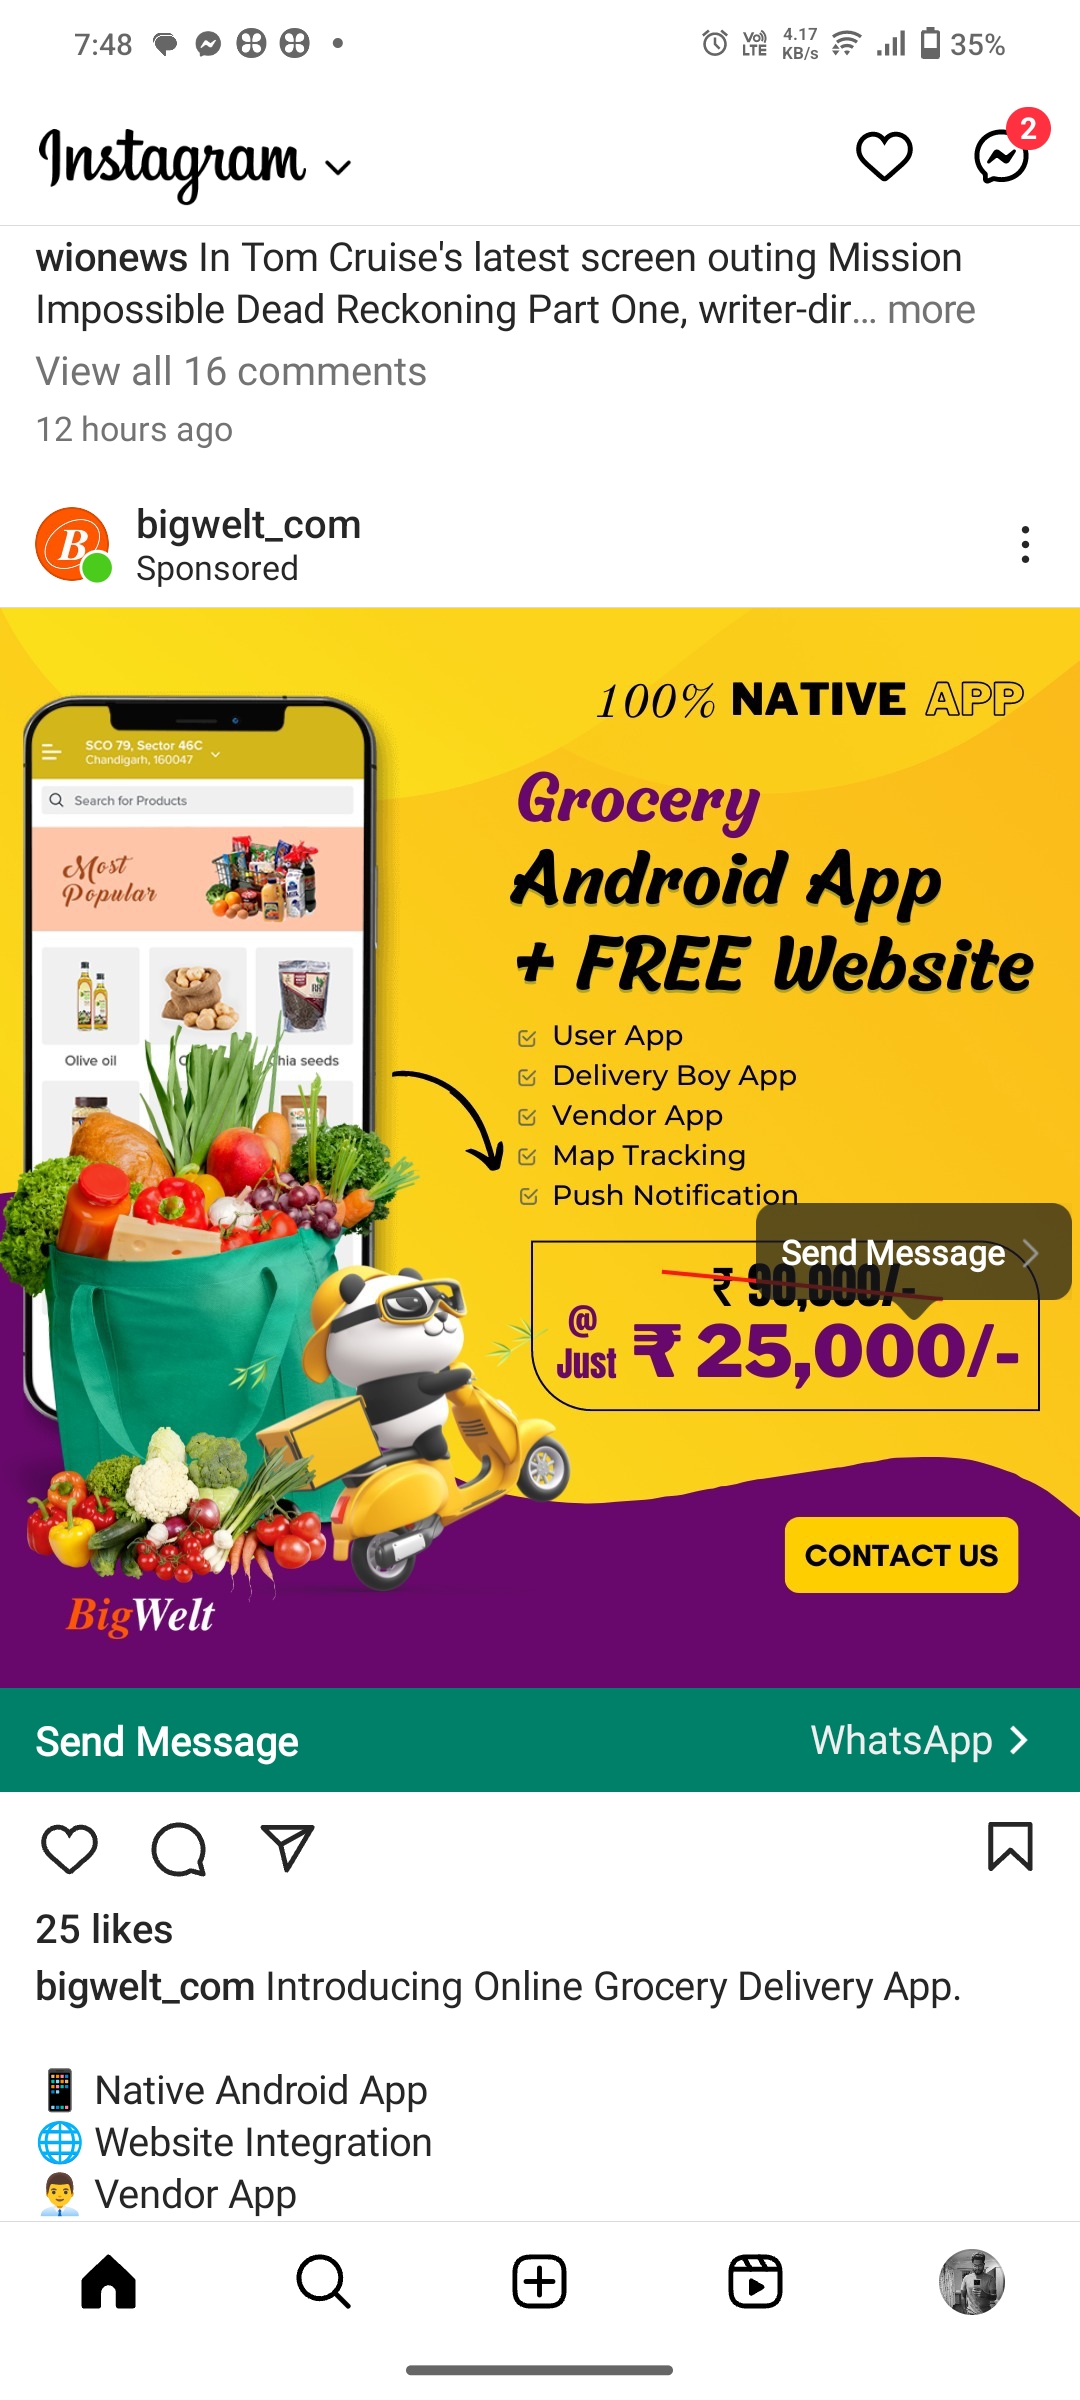 7:48
Vo) LTE
4.17 KB/s
35%
Instagram
2
wionews In Tom Cruise's latest screen outing Mission
Impossible Dead Reckoning Part One, writer-dir... more
View all 16 comments
12 hours ago
B
bigwelt_com
Sponsored
100% NATIVE APP
SCO 79, Sector 46C
Chandigarh, 160047
Search for Products
Most
Popular
Olive oil
hia seeds
Grocery
Android App
+ FREE Website
User App
Delivery Boy App
Vendor App
Map Tracking
Push Notification
Send Message
₹ 90,000/-
@
Just ₹ 25,000/-
CONTACT US
BigWelt
Send Message
WhatsApp
25 likes
bigwelt_com Introducing Online Grocery Delivery App.
📱 Native Android App
🌐 Website Integration
👨‍💼 Vendor App